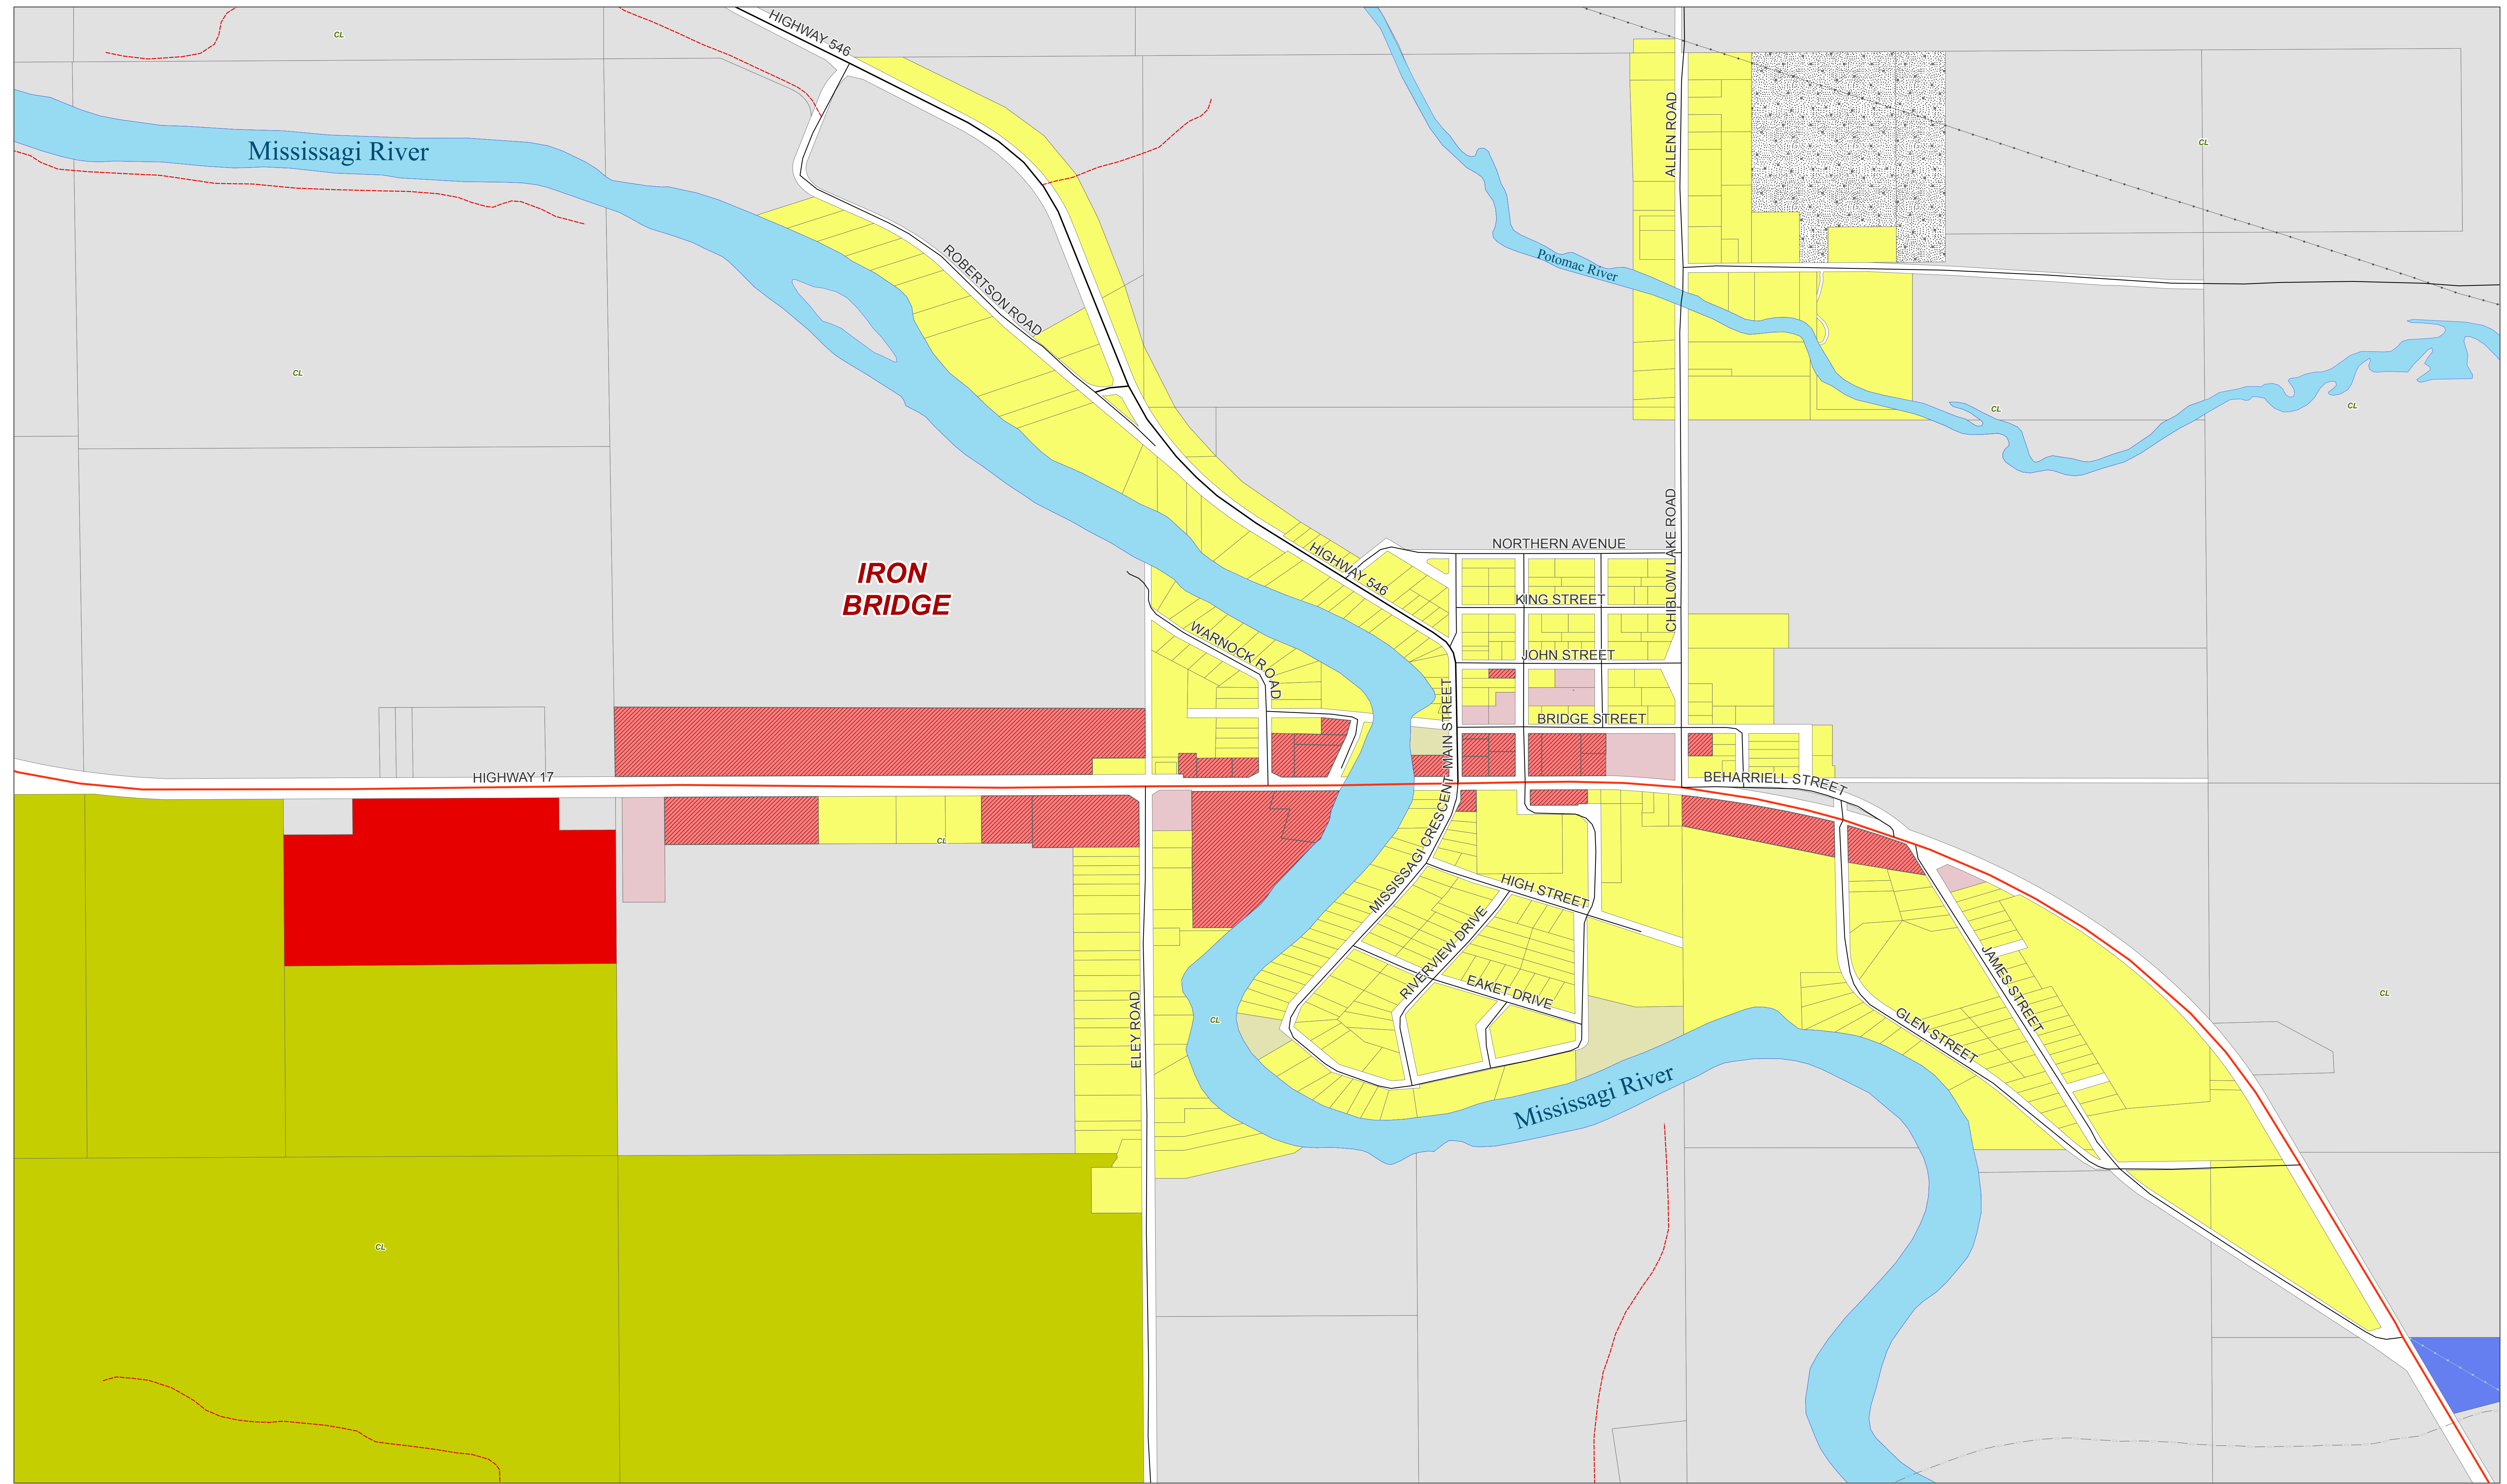 HIGHWAY 546
CL
ALLEN ROAD
CL
Mississagi River
ROBERTSON ROAD
Potomac River
CL
CL
CL
NORTHERN AVENUE
HIGHWAY 546
CHIBLOW LAKE ROAD
IRON
BRIDGE
KING STREET
WARNOCK ROAD
JOHN STREET
MAIN STREET
BRIDGE STREET
HIGHWAY 17
BEHARRIELL STREET
CL
MISSISSAGI CRESCENT
HIGH STREET
RIVERVIEW DRIVE
JAMES STREET
EAKET DRIVE
CL
CL
ELEY ROAD
GLEN STREET
Mississagi River
CL